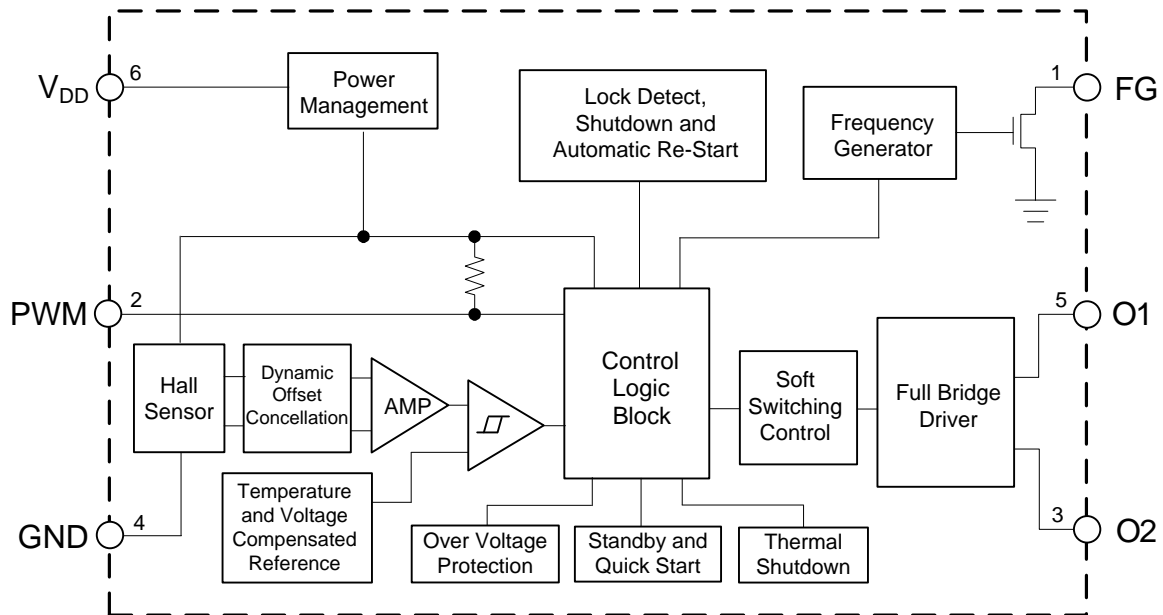 VDD
6
Power
Management
Lock Detect,
Shutdown and
Automatic Re-Start
Frequency
Generator
1
FG
PWM
2
Hall
Sensor
Dynamic
Offset
Concellation
AMP
Control
Logic
Block
Soft
Switching
Control
Full Bridge
Driver
5
O1
GND
4
Temperature
and Voltage
Compensated
Reference
Over Voltage
Protection
Standby and
Quick Start
Thermal
Shutdown
3
O2